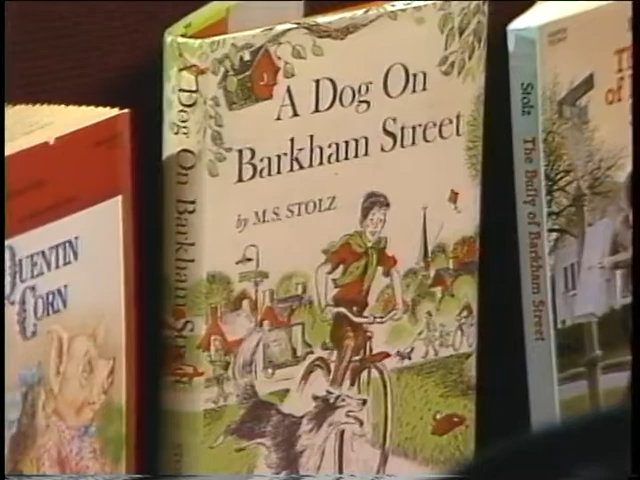 QUENTIN
CORN
A Dog On Barkham Street
A Dog On
Barkham Street
by M.S. STOLZ
Stolz The Bully of Barkham Street